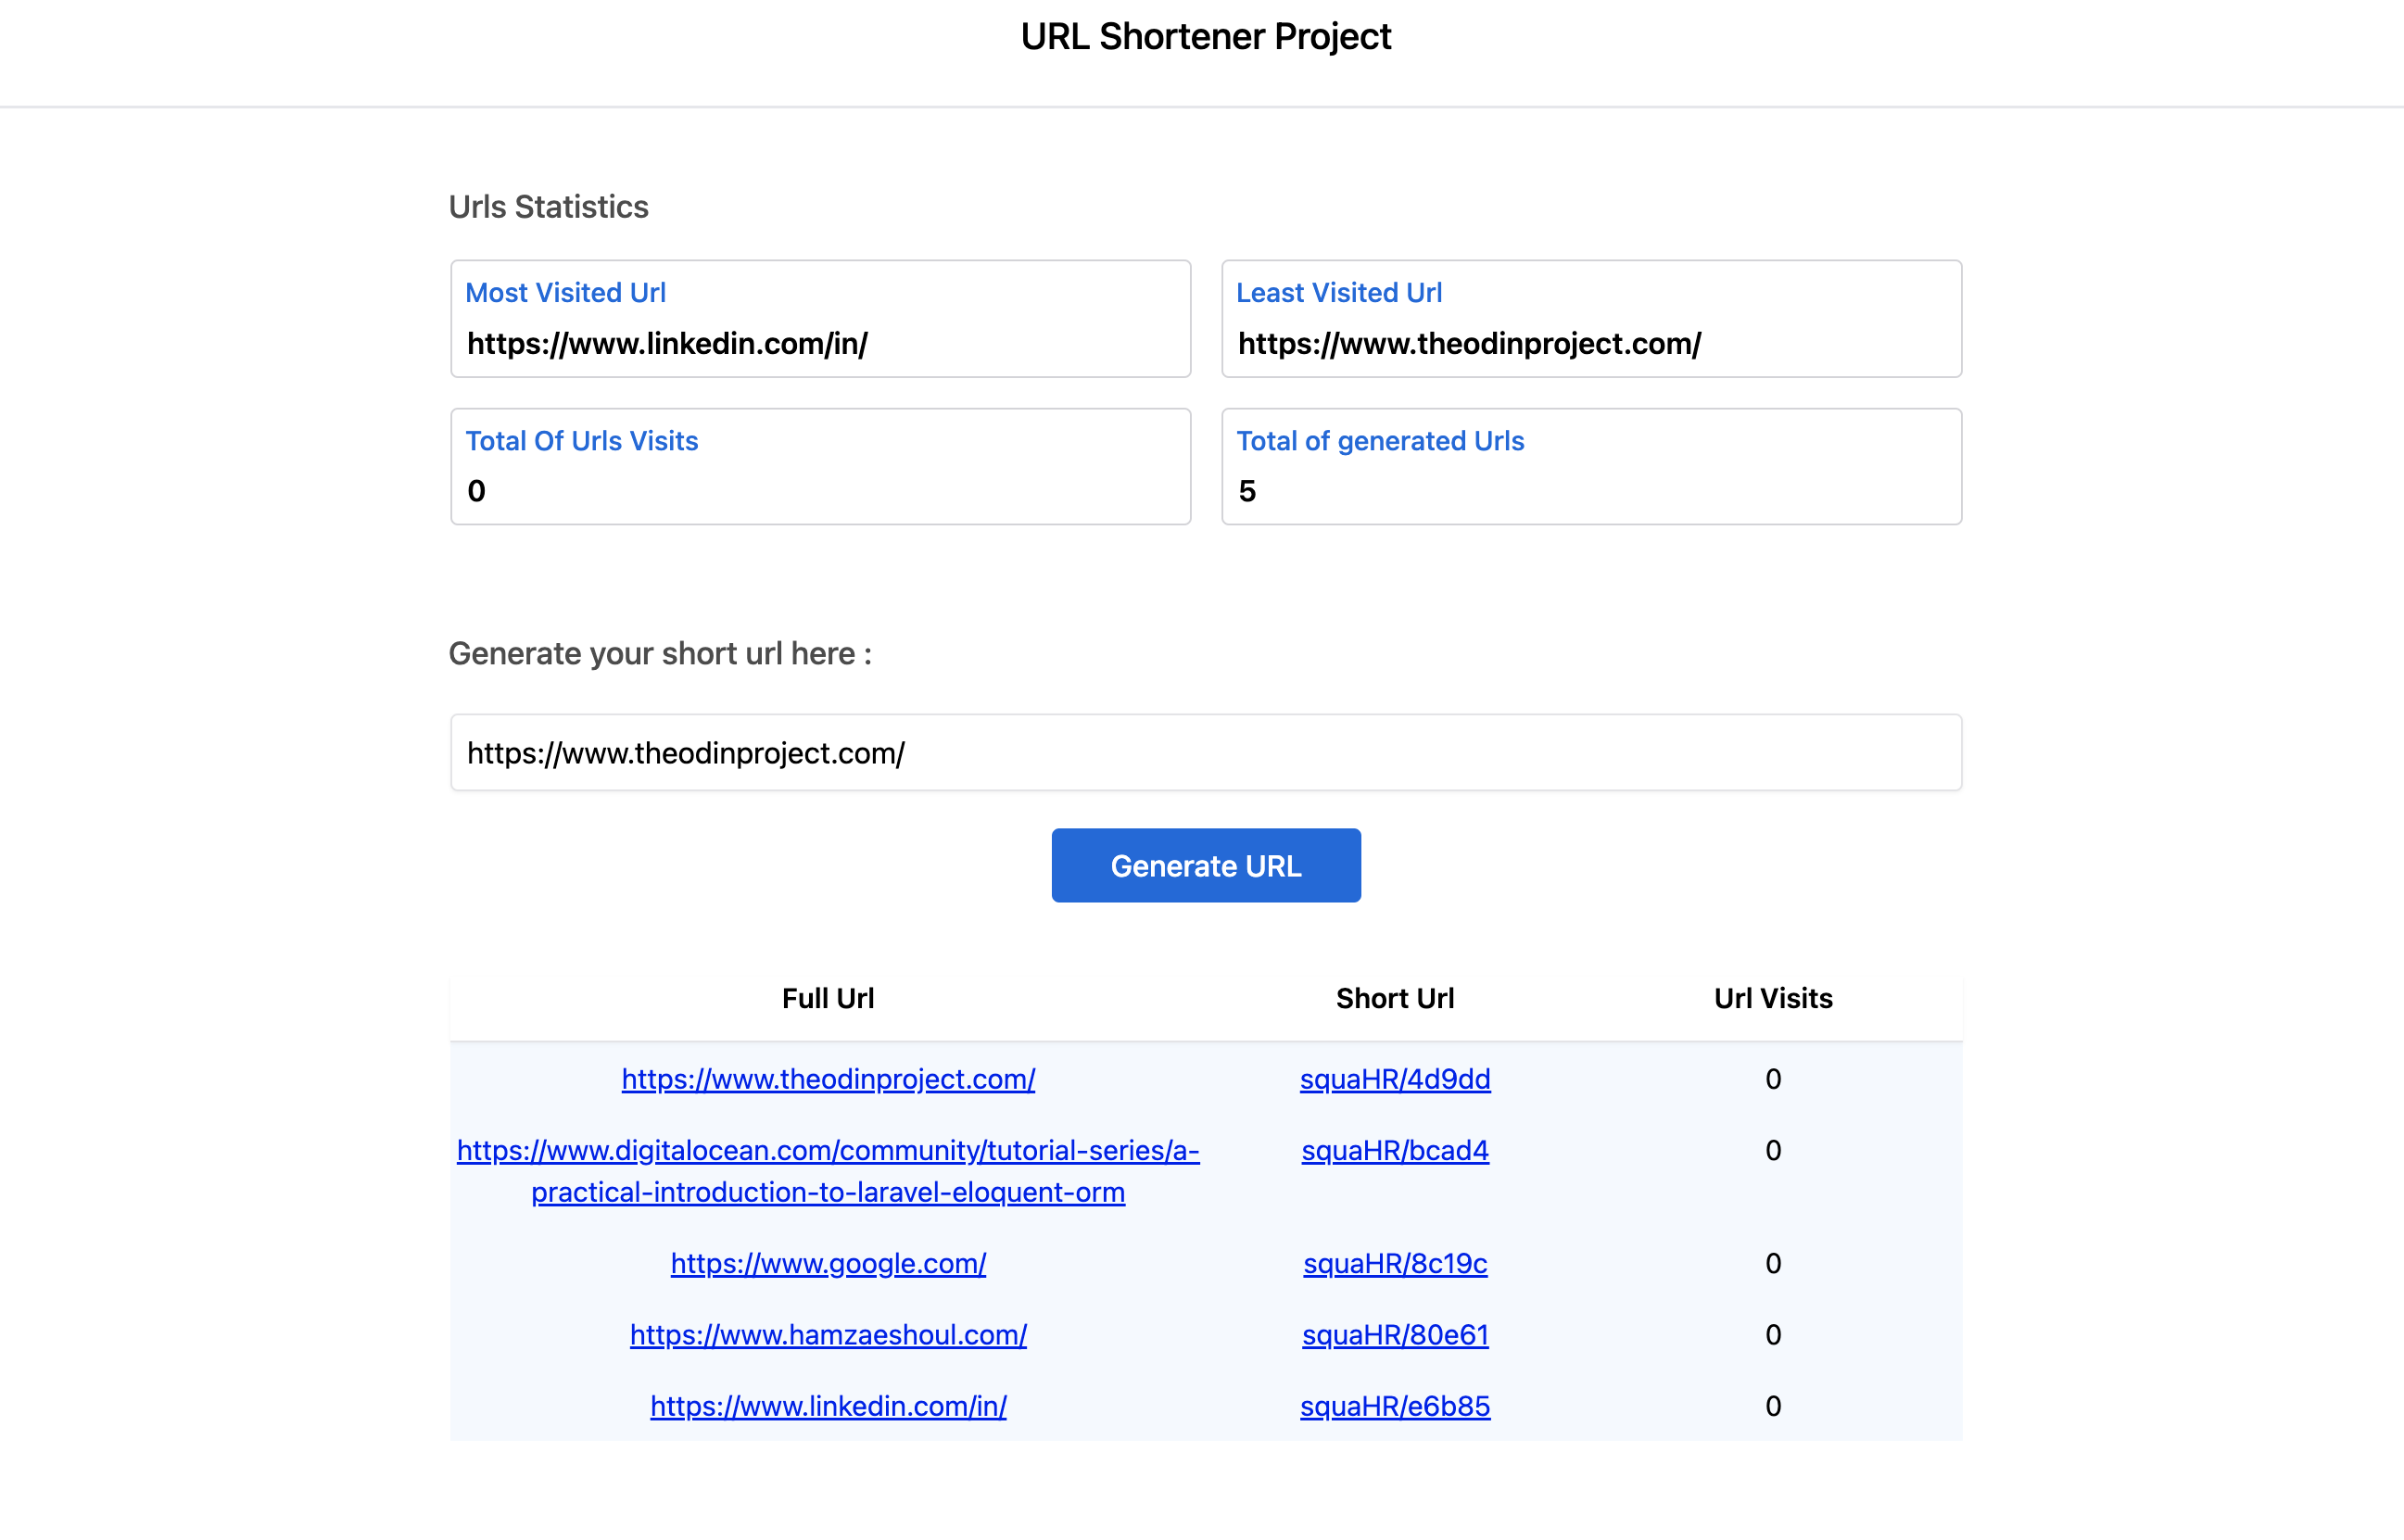 URL Shortener Project
Urls Statistics
Most Visited Url
https://www.linkedin.com/in/
Least Visited Url
https://www.theodinproject.com/
Total Of Urls Visits
0
Total of generated Urls
5
Generate your short url here :
https://www.theodinproject.com/
Generate URL
Full Url Short Url Url Visits
https://www.theodinproject.com/ squaHR/4d9dd 0
https://www.digitalocean.com/community/tutorial-series/a- squaHR/bcad4 0
practical-introduction-to-laravel-eloquent-orm
https://www.google.com/ squaHR/8c19c 0
https://www.hamzaeshoul.com/ squaHR/80e61 0
https://www.linkedin.com/in/ squaHR/e6b85 0